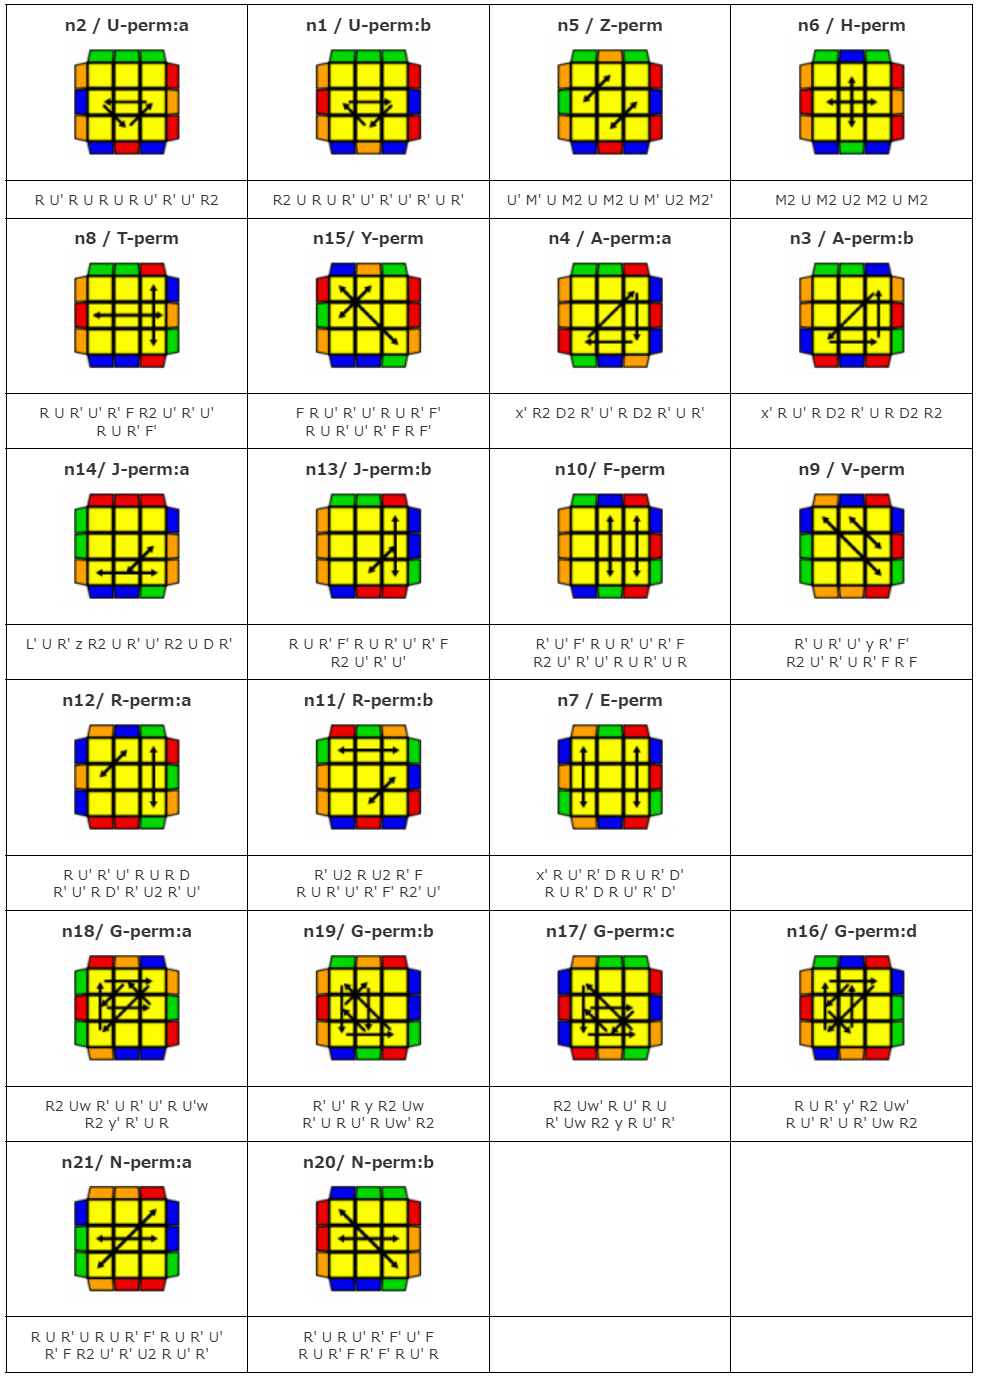 n2 / U-perm:a
n1 / U-perm:b
n5 / Z-perm
n6 / H-perm
R U' R U R U R U' R' U' R2
R2 U R U R' U' R' U' R' U R'
U' M' U M2 U M2 U M' U2 M2'
M2 U M2 U2 M2 U M2
n8 / T-perm
n15/ Y-perm
n4 / A-perm:a
n3 / A-perm:b
R U R' U' R' F R2 U' R' U'
R U R' F'
F R U' R' U' R U R' F'
R U R' U' R' F R F'
x' R2 D2 R' U' R D2 R' U R'
x' R U' R D2 R' U R D2 R2
n14/ J-perm:a
n13/ J-perm:b
n10/ F-perm
n9 / V-perm
L' U R' z R2 U R' U' R2 U D R'
R U R' F' R U R' U' R' F
R2 U' R' U'
R' U' F' R U R' U' R' F
R2 U' R' U' R U R' U R
R' U R' U' y R' F'
R2 U' R' U R' F R F
n12/ R-perm:a
n11/ R-perm:b
n7 / E-perm
R U' R' U' R U R D
R' U' R D' R' U2 R' U'
R' U2 R U2 R' F
R U R' U' R' F' R2' U'
x' R U' R' D R U R' D'
R U R' D R U' R' D'
n18/ G-perm:a
n19/ G-perm:b
n17/ G-perm:c
n16/ G-perm:d
R2 Uw R' U R' U' R U'w
R2 y' R' U R
R' U' R y R2 Uw
R' U R U' R Uw' R2
R2 Uw' R U' R U
R' Uw R2 y R U' R'
R U R' y' R2 Uw'
R U' R' U R' Uw R2
n21/ N-perm:a
n20/ N-perm:b
R U R' U R U R' F' R U R' U'
R' F R2 U' R' U2 R U' R'
R' U R U' R' F' U' F
R U R' F R' F' R U' R